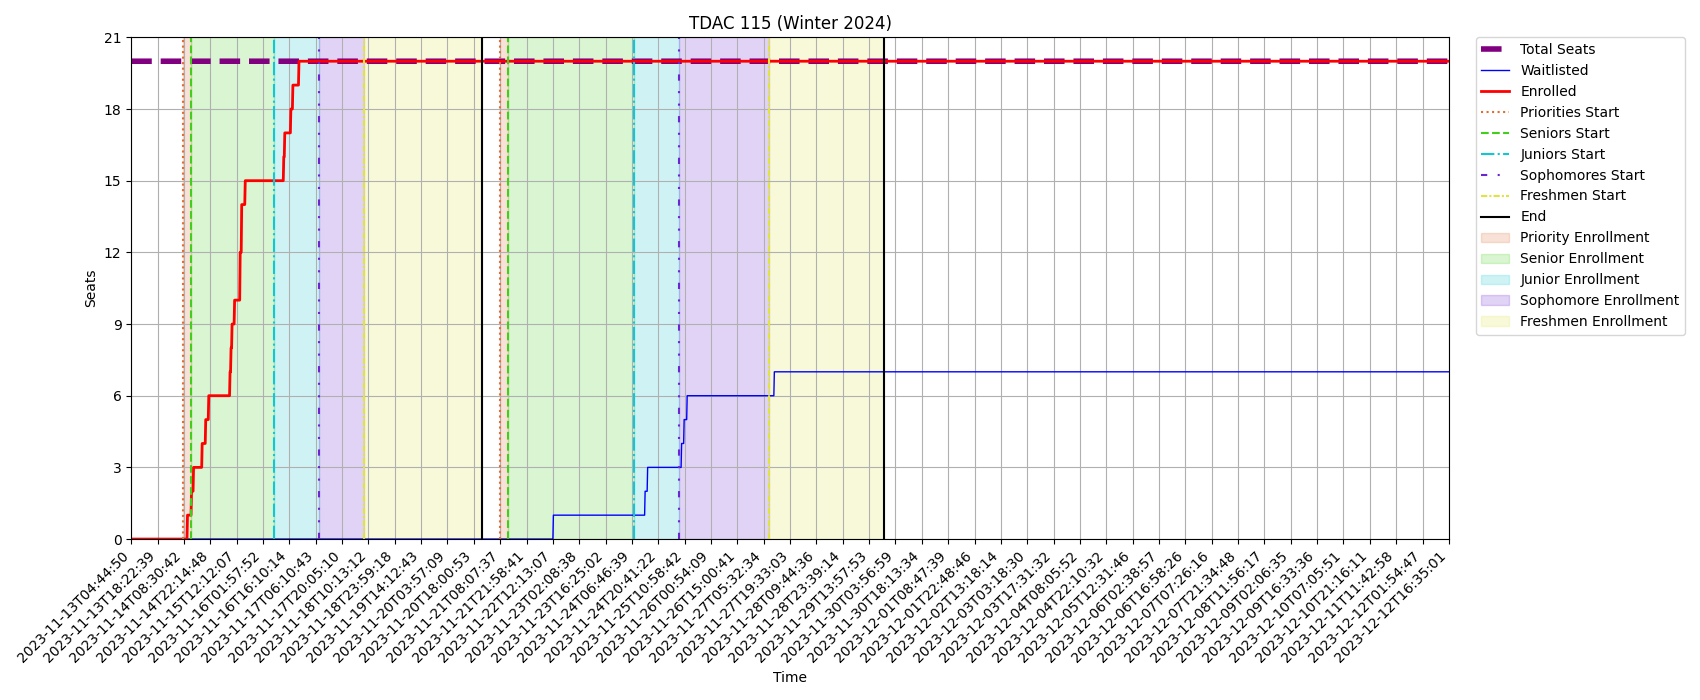 TDAC 115 (Winter 2024)
21
18
15
12
9
6
3
0
Seats
2023-11-13T04:44:50
2023-11-13T18:22:39
2023-11-14T08:30:42
2023-11-14T22:14:48
2023-11-15T12:12:07
2023-11-16T01:57:52
2023-11-16T16:10:14
2023-11-17T06:10:43
2023-11-17T20:05:10
2023-11-18T10:13:12
2023-11-18T23:59:18
2023-11-19T14:12:43
2023-11-20T03:57:09
2023-11-20T18:00:53
2023-11-21T08:07:37
2023-11-21T21:58:41
2023-11-22T12:13:07
2023-11-23T02:08:38
2023-11-23T16:25:02
2023-11-24T06:46:39
2023-11-24T20:41:22
2023-11-25T10:58:42
2023-11-26T00:54:09
2023-11-26T15:00:41
2023-11-27T05:32:34
2023-11-27T19:33:03
2023-11-28T09:44:36
2023-11-28T23:39:14
2023-11-29T13:57:53
2023-11-30T03:56:59
2023-11-30T18:13:34
2023-12-01T08:47:39
2023-12-01T22:48:46
2023-12-02T13:18:14
2023-12-03T03:18:30
2023-12-03T17:31:32
2023-12-04T08:05:52
2023-12-04T22:10:32
2023-12-05T12:31:46
2023-12-06T02:38:57
2023-12-06T16:58:26
2023-12-07T07:26:16
2023-12-07T21:34:48
2023-12-08T11:56:17
2023-12-09T02:06:35
2023-12-09T16:33:36
2023-12-10T07:05:51
2023-12-10T21:16:11
2023-12-11T11:42:58
2023-12-12T01:54:47
2023-12-12T16:35:01
Time
Total Seats
Waitlisted
Enrolled
Priorities Start
Seniors Start
Juniors Start
Sophomores Start
Freshmen Start
End
Priority Enrollment
Senior Enrollment
Junior Enrollment
Sophomore Enrollment
Freshmen Enrollment